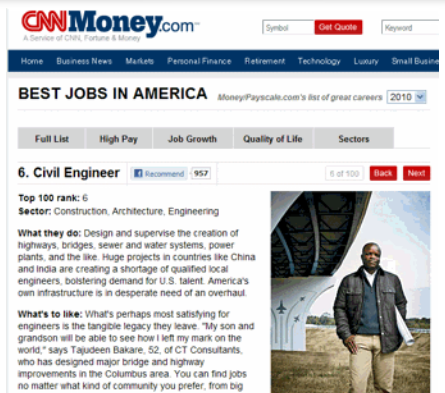 CNNMoney.com
A Service of CNN, Fortune & Money
Symbol Get Quote Keyword
Home Business News Markets Personal Finance Retirement Technology Luxury Small Busine
BEST JOBS IN AMERICA Money/Payscale.com's list of great careers 2010
Full List High Pay Job Growth Quality of Life Sectors
6. Civil Engineer Recommend 957 6 of 100 Back Next
Top 100 rank: 6
Sector: Construction, Architecture, Engineering
What they do: Design and supervise the creation of
highways, bridges, sewer and water systems, power
plants, and the like. Huge projects in countries like China
and India are creating a shortage of qualified local
engineers, bolstering demand for U.S. talent. America's
own infrastructure is in desperate need of an overhaul.
What's to like: What's perhaps most satisfying for
engineers is the tangible legacy they leave. "My son and
grandson will be able to see how I left my mark on the
world," says Tajudeen Bakare, 52, of CT Consultants,
who has designed major bridge and highway
improvements in the Columbus area. You can find jobs
no matter what kind of community you prefer, from big